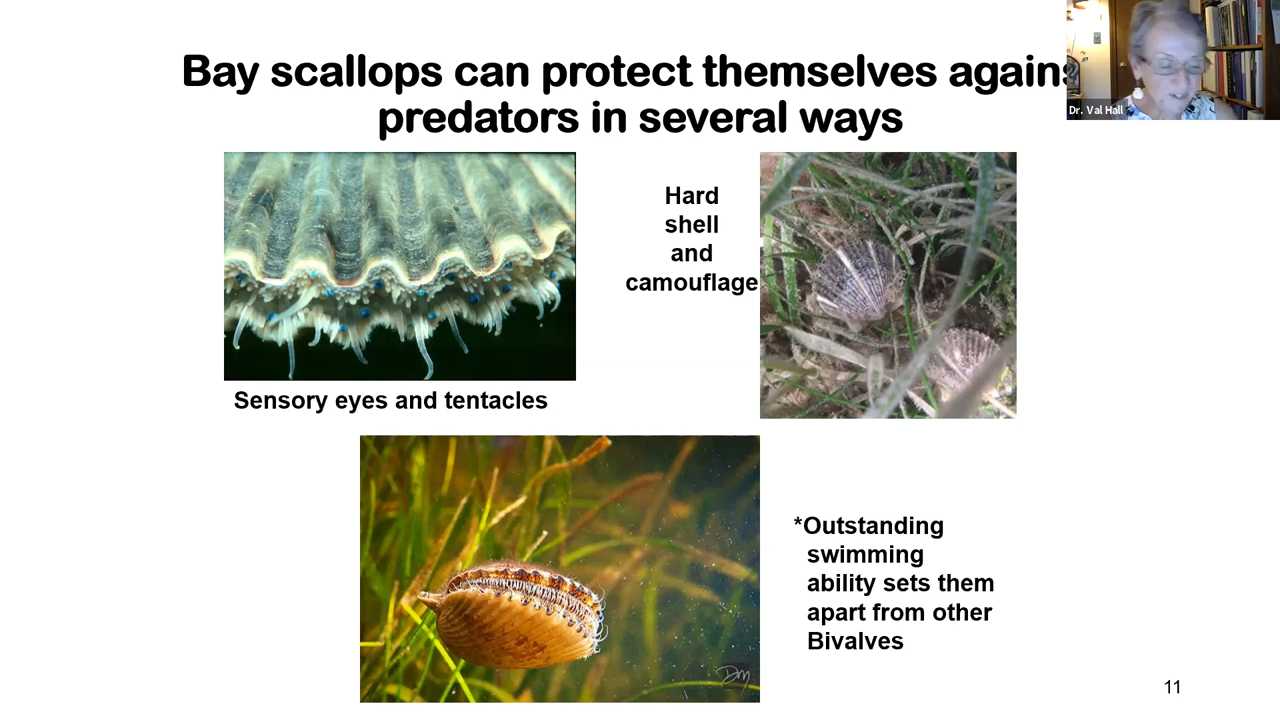 Bay scallops can protect themselves agains
predators in several ways
Dr. Val Hall
Hard
shell
and
camouflage
Sensory eyes and tentacles
*Outstanding
swimming
ability sets them
apart from other
Bivalves
11